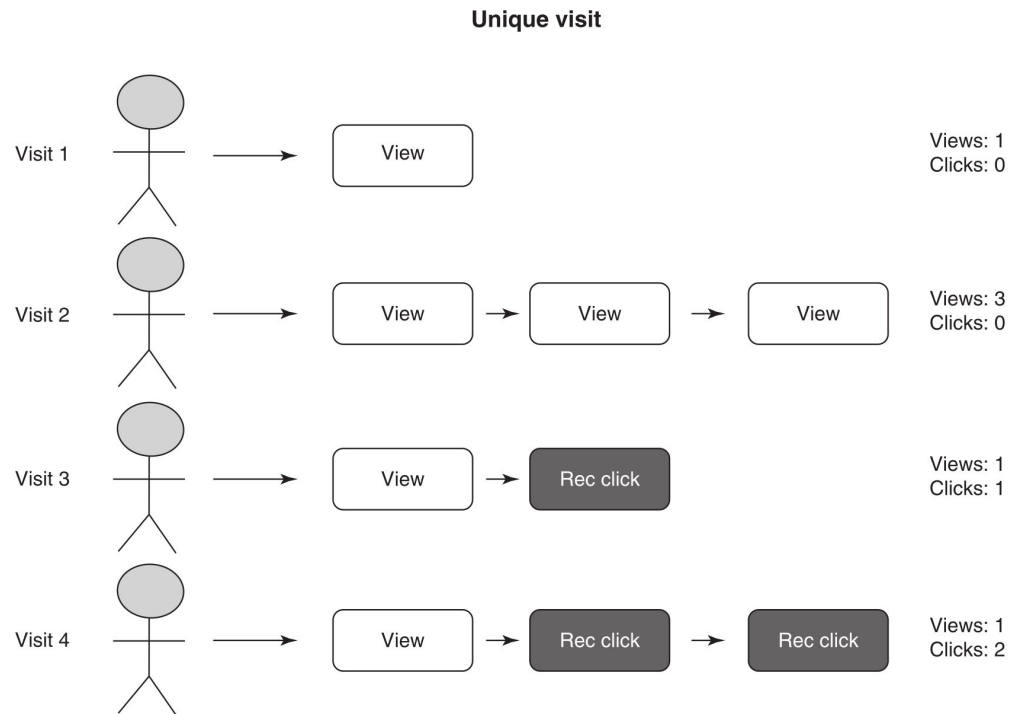 Unique visit
Visit 1
View
Views: 1
Clicks: 0
Visit 2
View
View
View
Views: 3
Clicks: 0
Visit 3
View
Rec click
Views: 1
Clicks: 1
Visit 4
View
Rec click
Rec click
Views: 1
Clicks: 2